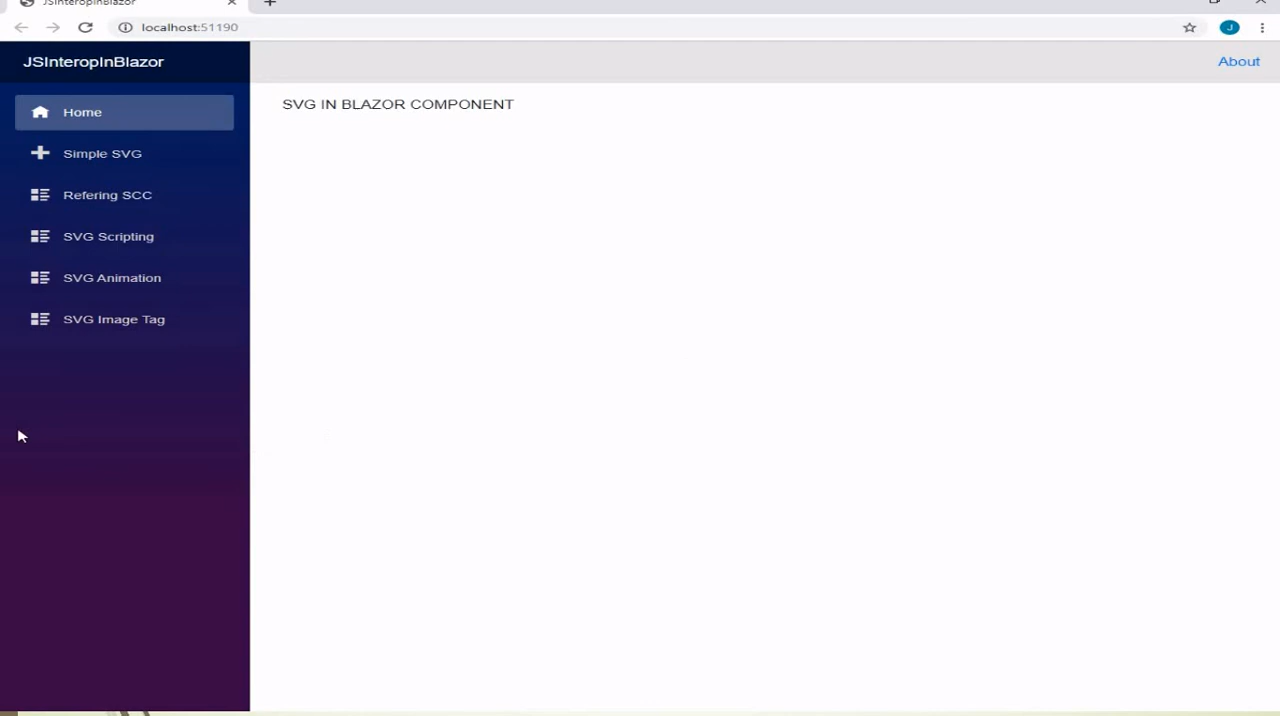 JSInteropInBlazor
localhost:51190
J
JSInteropInBlazor
About
Home
SVG IN BLAZOR COMPONENT
Simple SVG
Refering SCC
SVG Scripting
SVG Animation
SVG Image Tag